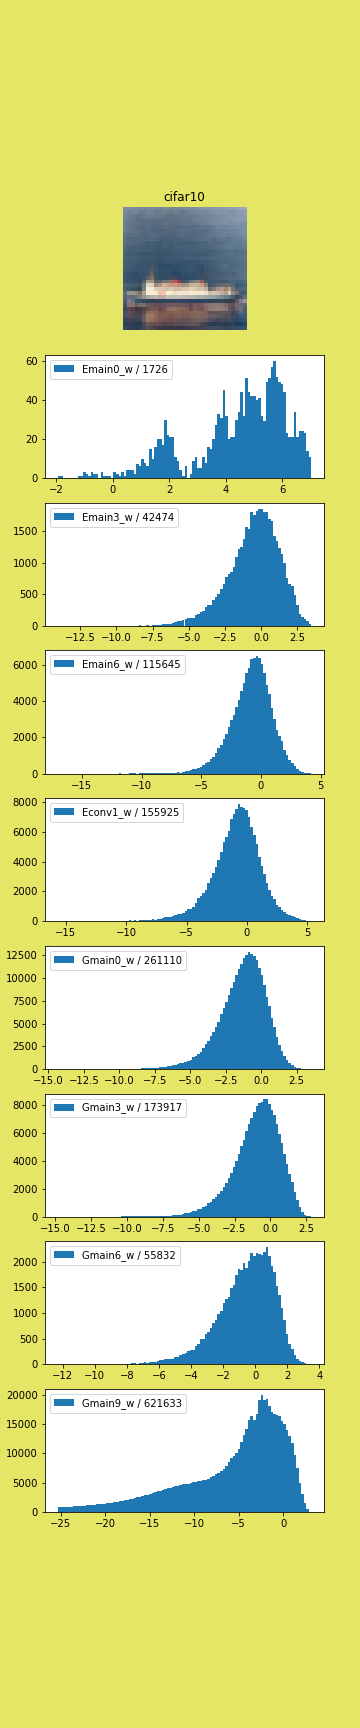 cifar10
60
40
20
0
Emain0_w / 1726
−2 0 2 4 6
1500
1000
500
0
Emain3_w / 42474
−12.5 −10.0 −7.5 −5.0 −2.5 0.0 2.5
6000
4000
2000
0
Emain6_w / 115645
−15 −10 −5 0 5
8000
6000
4000
2000
0
Econv1_w / 155925
−15 −10 −5 0 5
12500
10000
7500
5000
2500
0
Gmain0_w / 261110
−15.0 −12.5 −10.0 −7.5 −5.0 −2.5 0.0 2.5
8000
6000
4000
2000
0
Gmain3_w / 173917
−15.0 −12.5 −10.0 −7.5 −5.0 −2.5 0.0 2.5
2000
1500
1000
500
0
Gmain6_w / 55832
−12 −10 −8 −6 −4 −2 0 2 4
20000
15000
10000
5000
0
Gmain9_w / 621633
−25 −20 −15 −10 −5 0